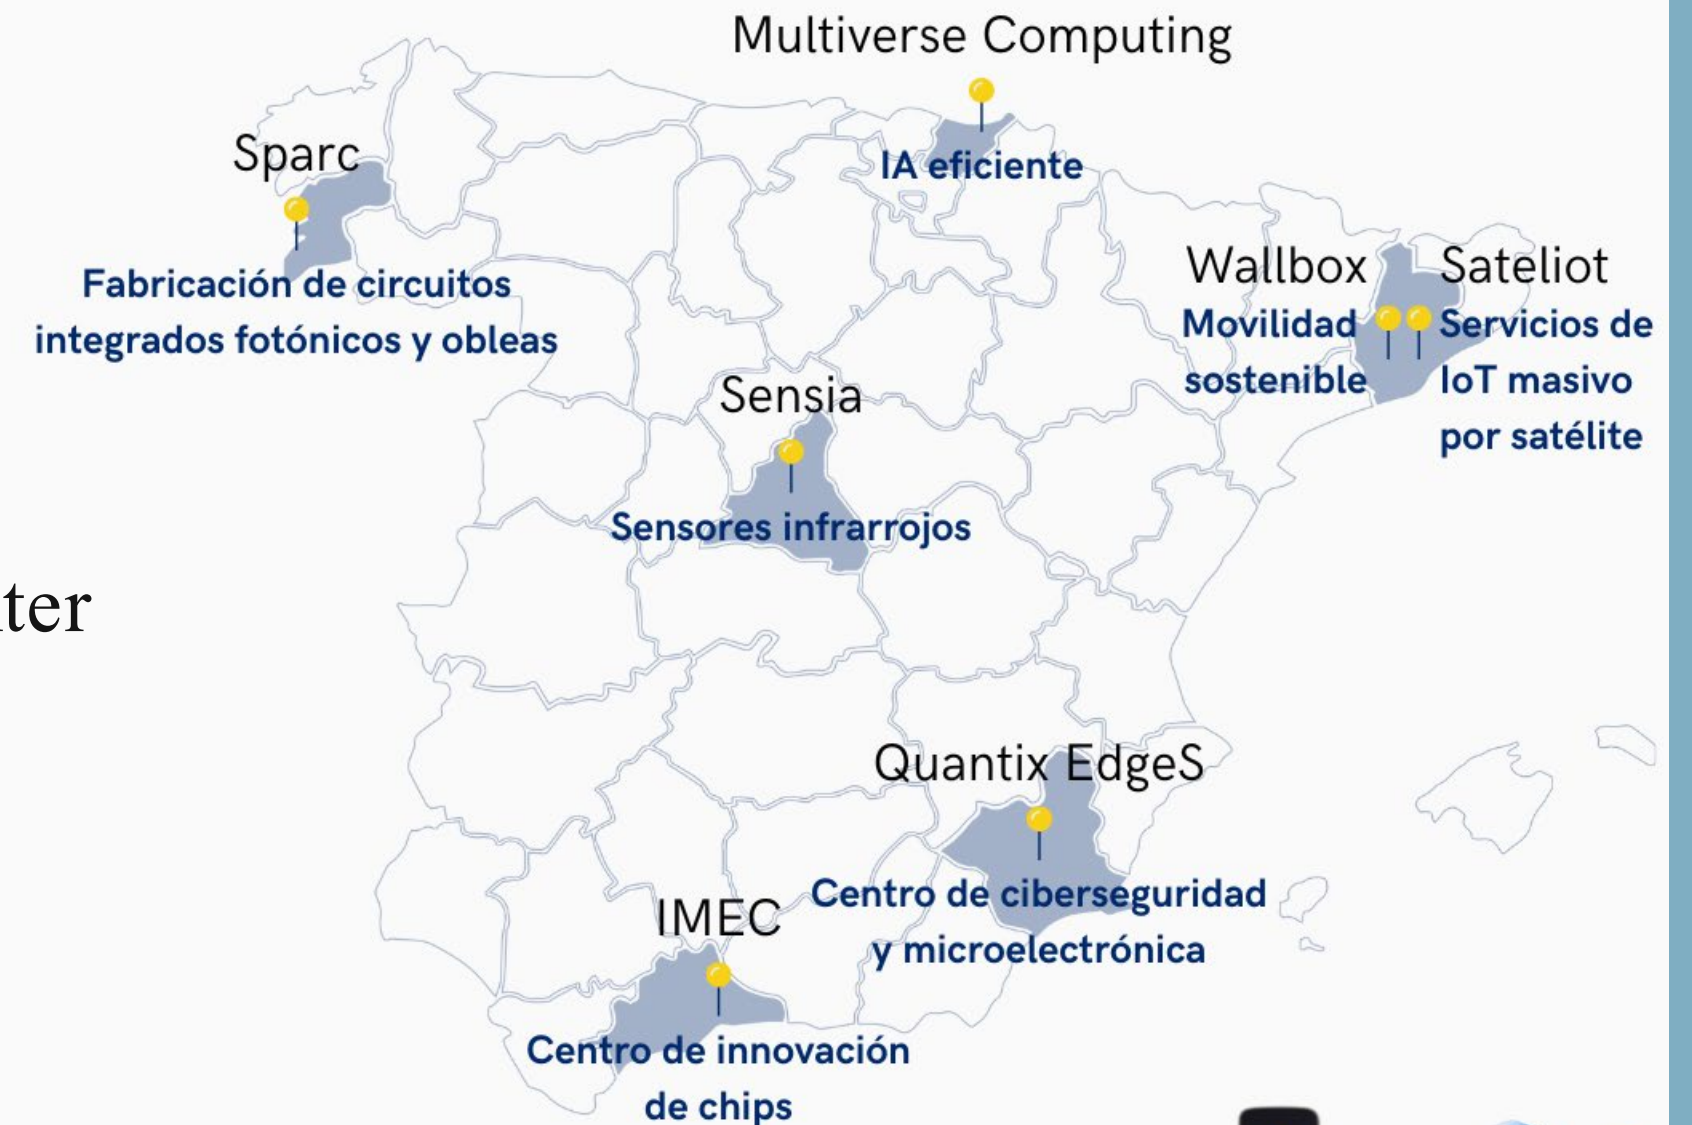 Multiverse Computing
IA eficiente
Sparc
Fabricación de circuitos
integrados fotónicos y obleas
Wallbox
Movilidad
sostenible
Sateliot
Servicios de
IoT masivo
por satélite
Sensia
Sensores infrarrojos
ter
Quantix EdgeS
Centro de ciberseguridad
y microelectrónica
IMEC
Centro de innovación
de chips